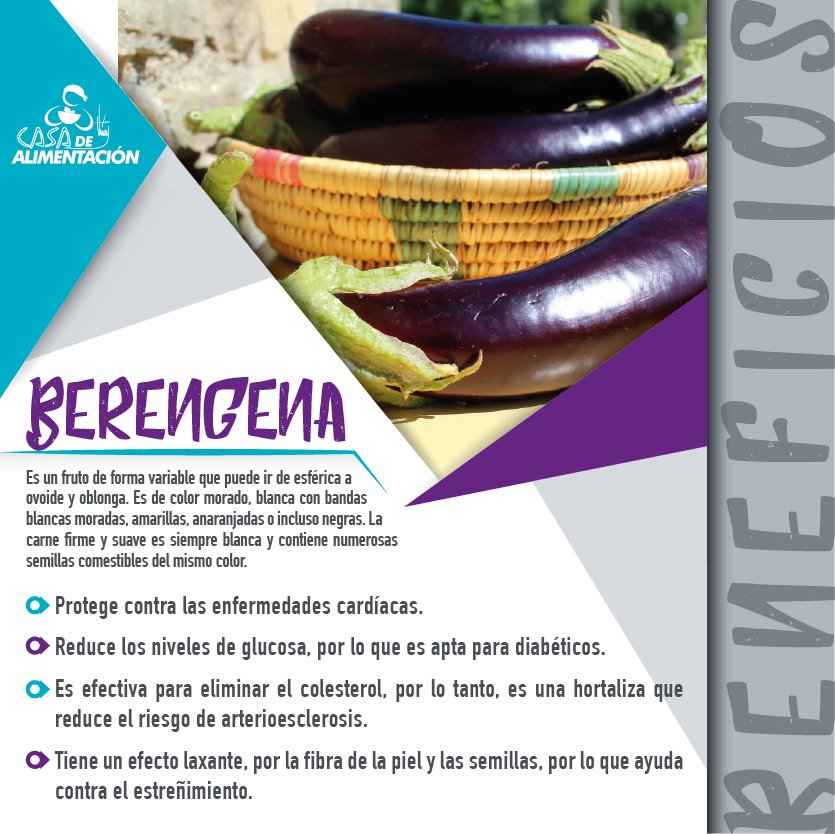 CASA DE
ALIMENTACIÓN
BENEFICIOS
BERENGENA
Es un fruto de forma variable que puede ir de esférica a
ovoide y oblonga. Es de color morado, blanca con bandas
blancas moradas, amarillas, anaranjadas o incluso negras. La
carne firme y suave es siempre blanca y contiene numerosas
semillas comestibles del mismo color.
Protege contra las enfermedades cardíacas.
Reduce los niveles de glucosa, por lo que es apta para diabéticos.
Es efectiva para eliminar el colesterol, por lo tanto, es una hortaliza que
reduce el riesgo de arterioesclerosis.
Tiene un efecto laxante, por la fibra de la piel y las semillas, por lo que ayuda
contra el estreñimiento.